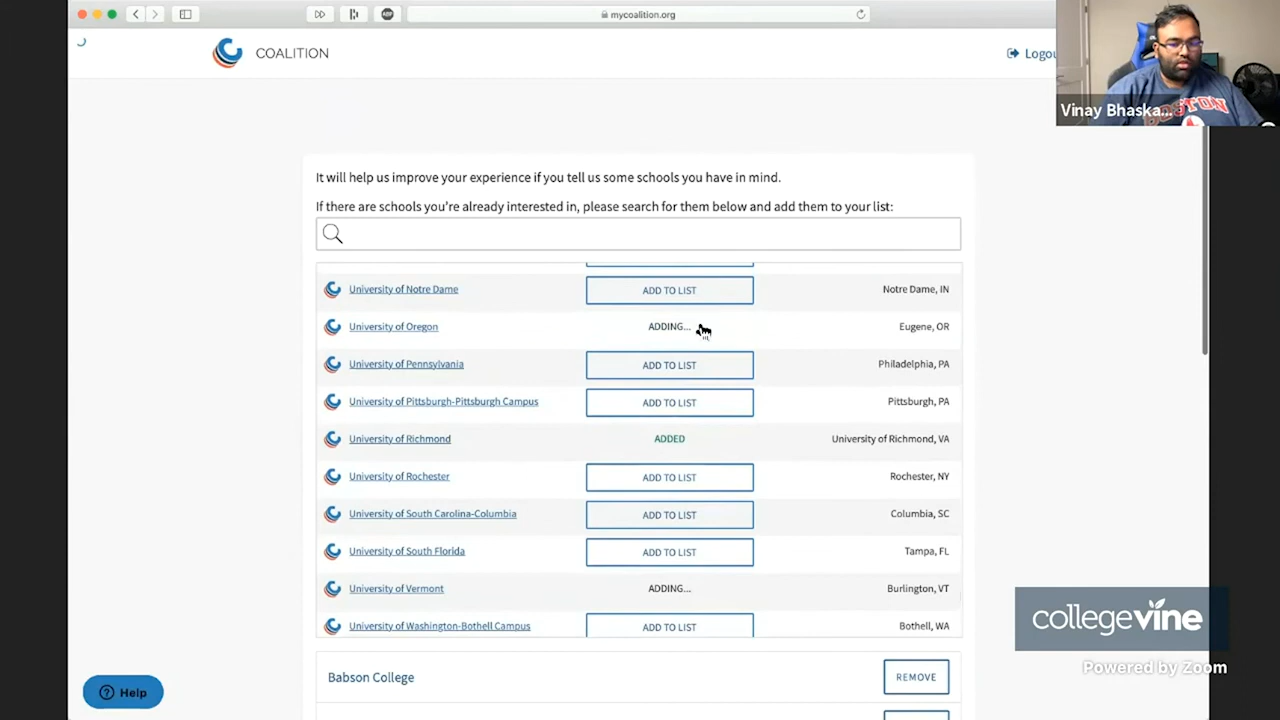 mycoalition.org
COALITION
Logou
Vinay Bhaska...
BOSTON
It will help us improve your experience if you tell us some schools you have in mind.
If there are schools you're already interested in, please search for them below and add them to your list:
University of Notre Dame ADD TO LIST Notre Dame, IN
University of Oregon ADDING... Eugene, OR
University of Pennsylvania ADD TO LIST Philadelphia, PA
University of Pittsburgh-Pittsburgh Campus ADD TO LIST Pittsburgh, PA
University of Richmond ADDED University of Richmond, VA
University of Rochester ADD TO LIST Rochester, NY
University of South Carolina-Columbia ADD TO LIST Columbia, SC
University of South Florida ADD TO LIST Tampa, FL
University of Vermont ADDING... Burlington, VT
University of Washington-Bothell Campus ADD TO LIST Bothell, WA
Babson College REMOVE
Help
collegevine
Powered by Zoom